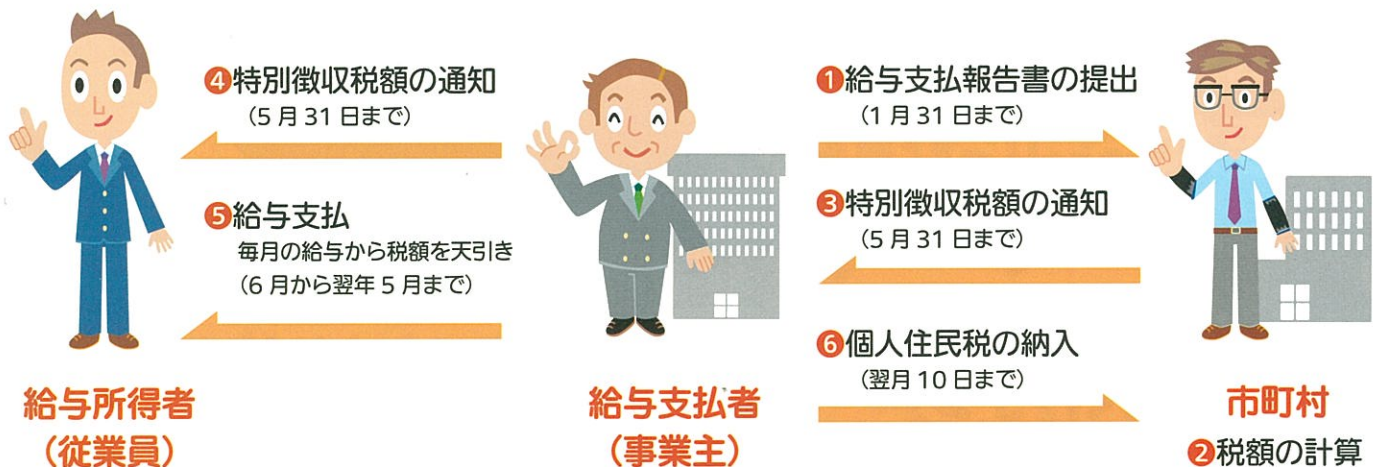 ❹特別徴収税額の通知
(5月31日まで)
❺給与支払
毎月の給与から税額を天引き
(6月から翌年5月まで)
給与所得者
(従業員)
給与支払者
(事業主)
❶給与支払報告書の提出
(1月31日まで)
❸特別徴収税額の通知
(5月31日まで)
❻個人住民税の納入
(翌月10日まで)
市町村
❷税額の計算